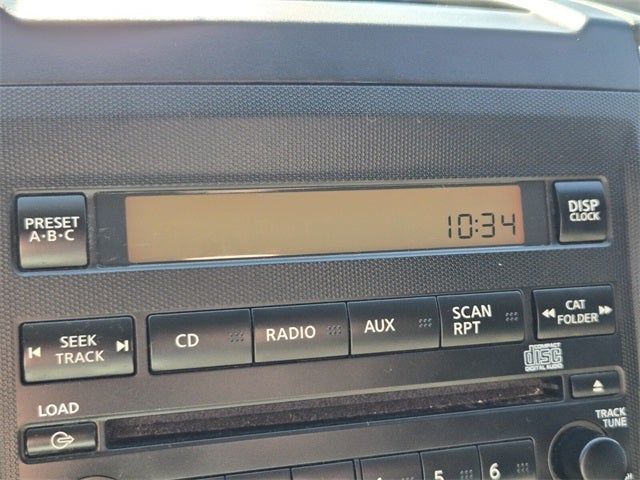 PRESET
A•B•C
10:34
DISP
CLOCK
SEEK
TRACK
CD
RADIO
AUX
SCAN
RPT
CAT
FOLDER
COMPACT
disc
DIGITAL AUDIO
LOAD
TRACK
TUNE
4
5
6